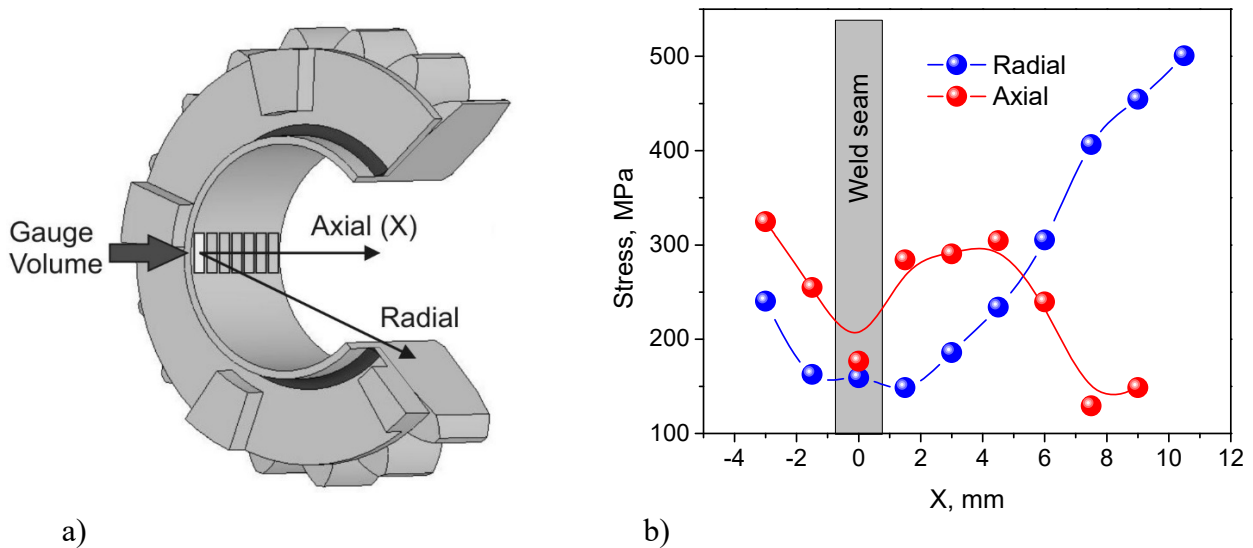 Gauge
Volume
Axial (X)
Radial
a)
Stress, MPa
500
400
300
200
100
Weld seam
Radial
Axial
-4 -2 0 2 4 6 8 10 12
X, mm
b)